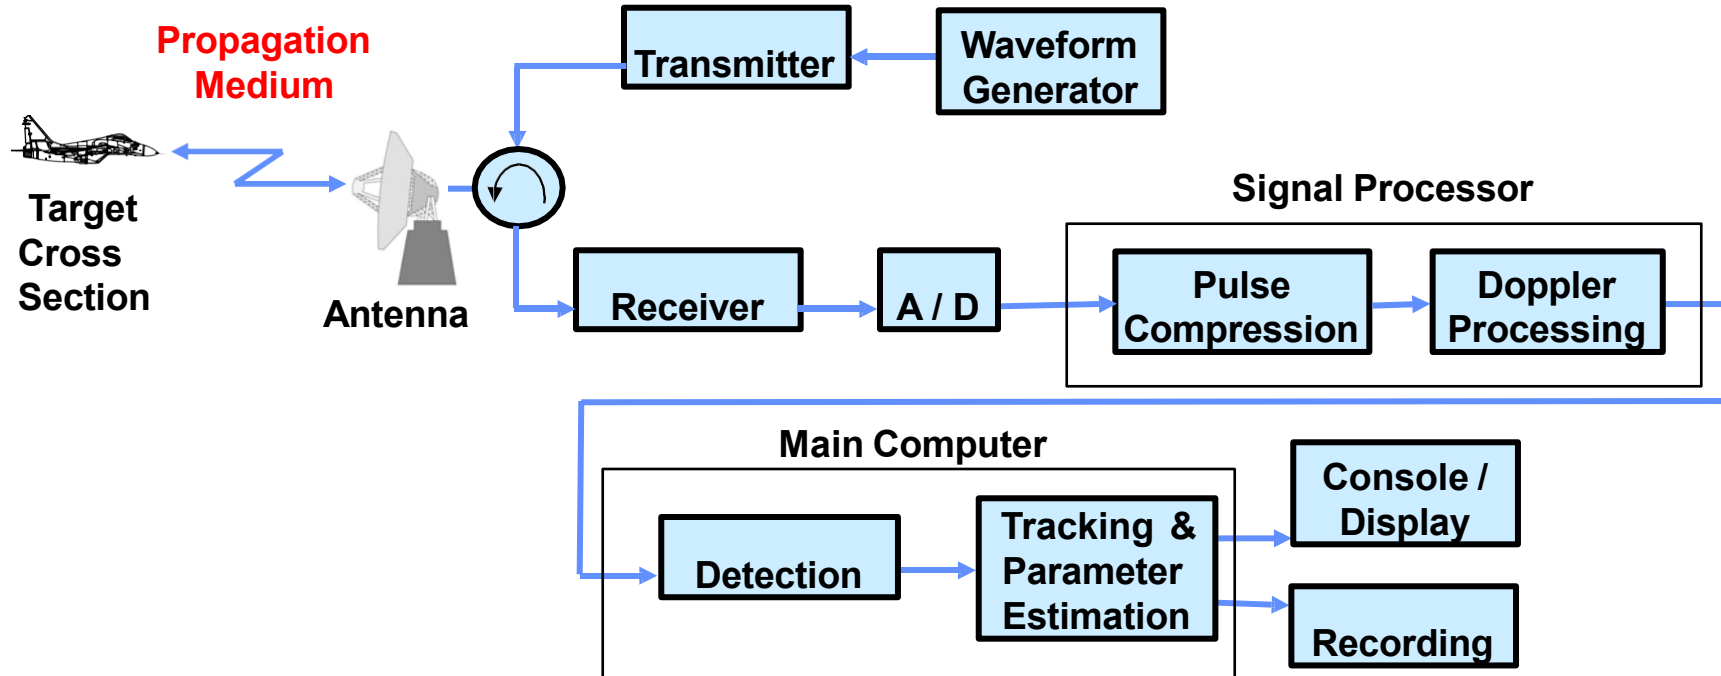 Propagation
Medium
Transmitter
Waveform
Generator
Target
Cross
Section
Antenna
Signal Processor
Receiver
A / D
Pulse
Compression
Doppler
Processing
Main Computer
Detection
Tracking &
Parameter
Estimation
Console /
Display
Recording